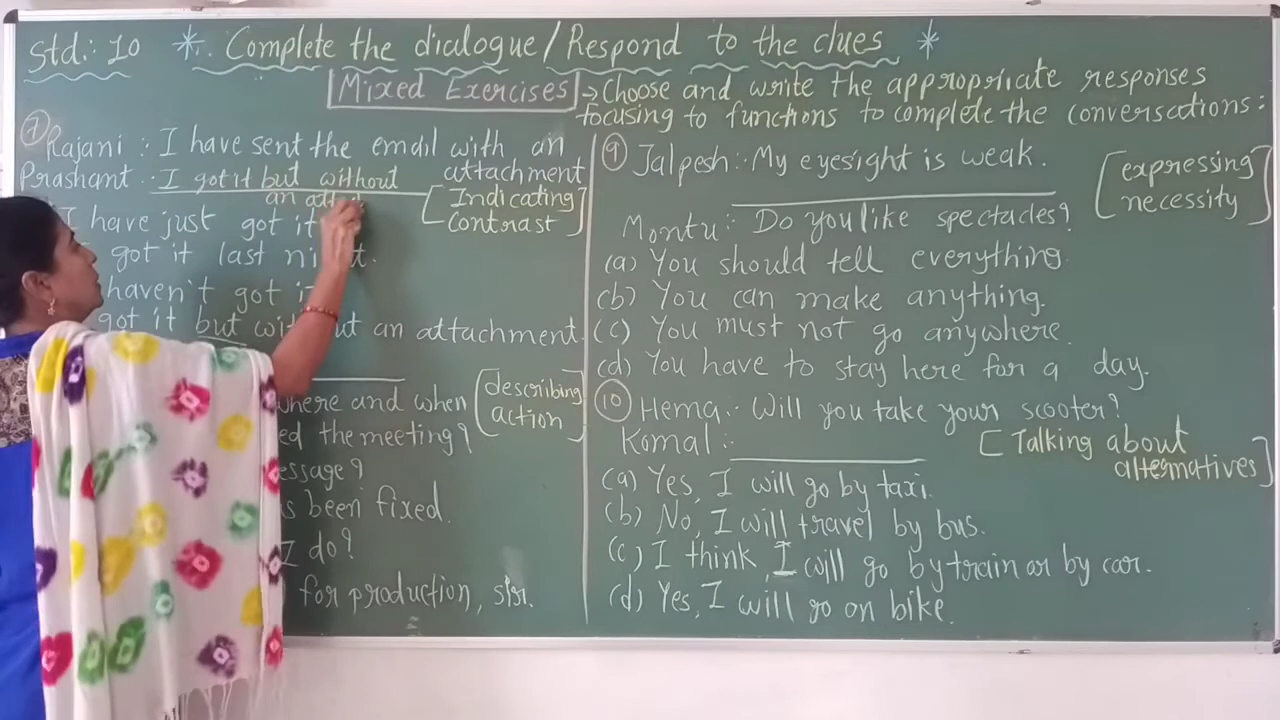 Std.: 10 *. Complete the dialogue/Respond to the clues *
Mixed Exercises → Choose and write the appropriate responses
focusing to functions to complete the conversations:
7 Rajani : I have sent the email with an
attachment
Prashant :. I got it but without
an att
[Indicating
Contrast]
I have just got it
got it last
haven't got
got it but without an attachment.
where and when
the meeting?
[describing
action]
been fixed.
I do?
for production, sir.
9 Jalpesh :. My eyesight is weak.
[expressing
necessity]
Montu : Do you like spectacles?
(a) You should tell everything.
(b) You can make anything.
(c) You must not go anywhere.
(d) You have to stay here for a day.
10 Hema :. Will you take your scooter?
Komal :.
[Talking about
alternatives]
(a) Yes, I will go by taxi.
(b) No, I will travel by bus.
(c) I think, I will go by train or by car.
(d) Yes, I will go on bike.